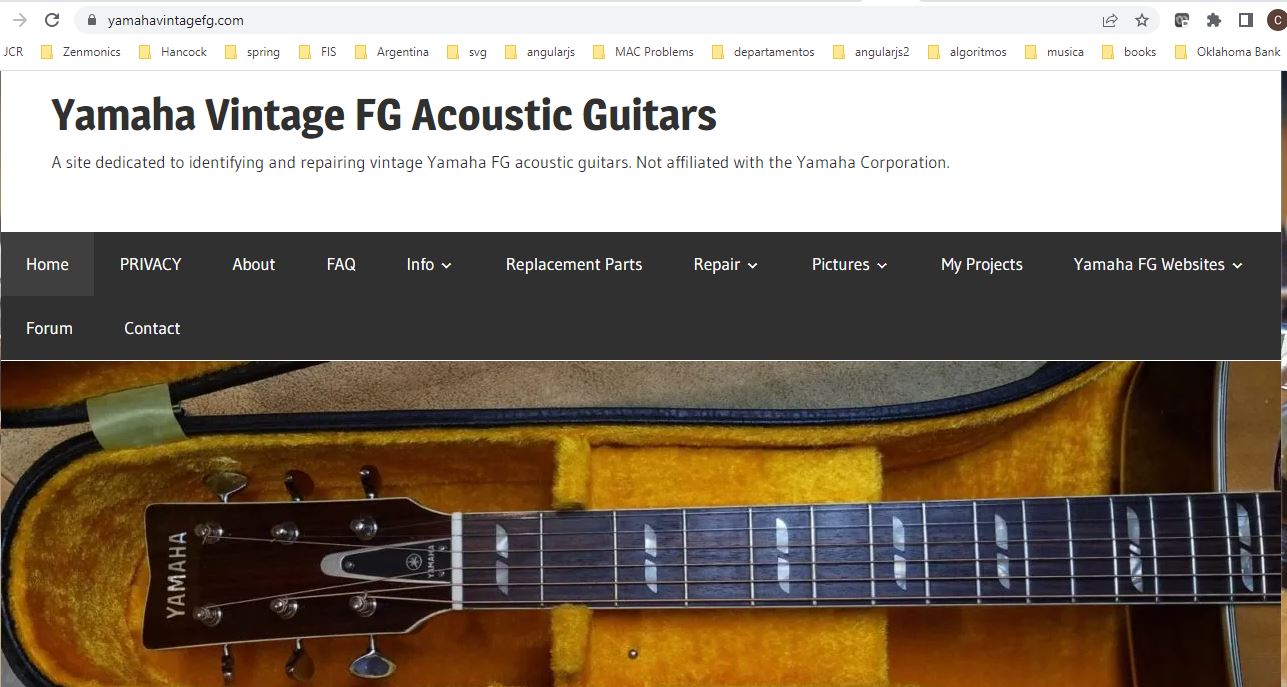 yamahavintagefg.com
C
JCR Zenmonics Hancock spring FIS Argentina svg angularjs MAC Problems departamentos angularjs2 algoritmos musica books Oklahoma Bank
Yamaha Vintage FG Acoustic Guitars
A site dedicated to identifying and repairing vintage Yamaha FG acoustic guitars. Not affiliated with the Yamaha Corporation.
Home PRIVACY About FAQ Info Replacement Parts Repair Pictures My Projects Yamaha FG Websites
Forum Contact
YAMAHA
YAMAHA